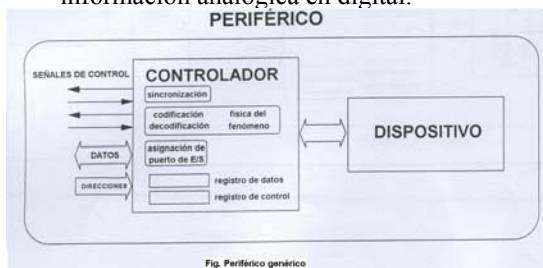 información analógica en digital.
PERIFÉRICO
SEÑALES DE CONTROL
CONTROLADOR
sincronización
codificación física del
decodificación fenómeno
asignación de
puerto de E/S
DATOS
DIRECCIONES
registro de datos
registro de control
DISPOSITIVO
Fig. Periférico genérico